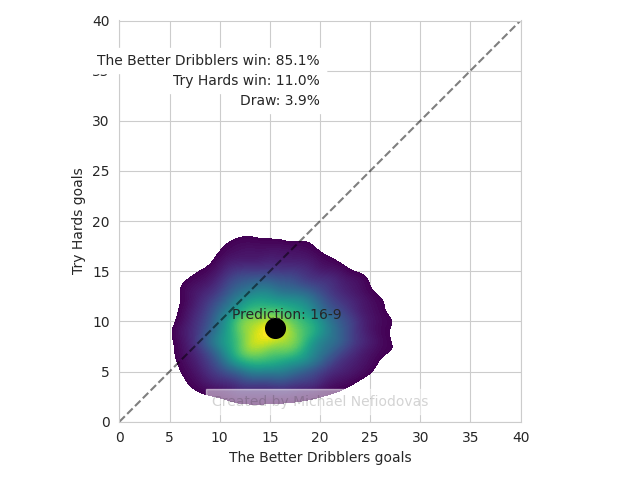 The Better Dribblers win: 85.1%
Try Hards win: 11.0%
Draw: 3.9%
Prediction: 16-9
Created by Michael Nefiodovas
Try Hards goals
40
35
30
25
20
15
10
5
0
0 5 10 15 20 25 30 35 40
The Better Dribblers goals